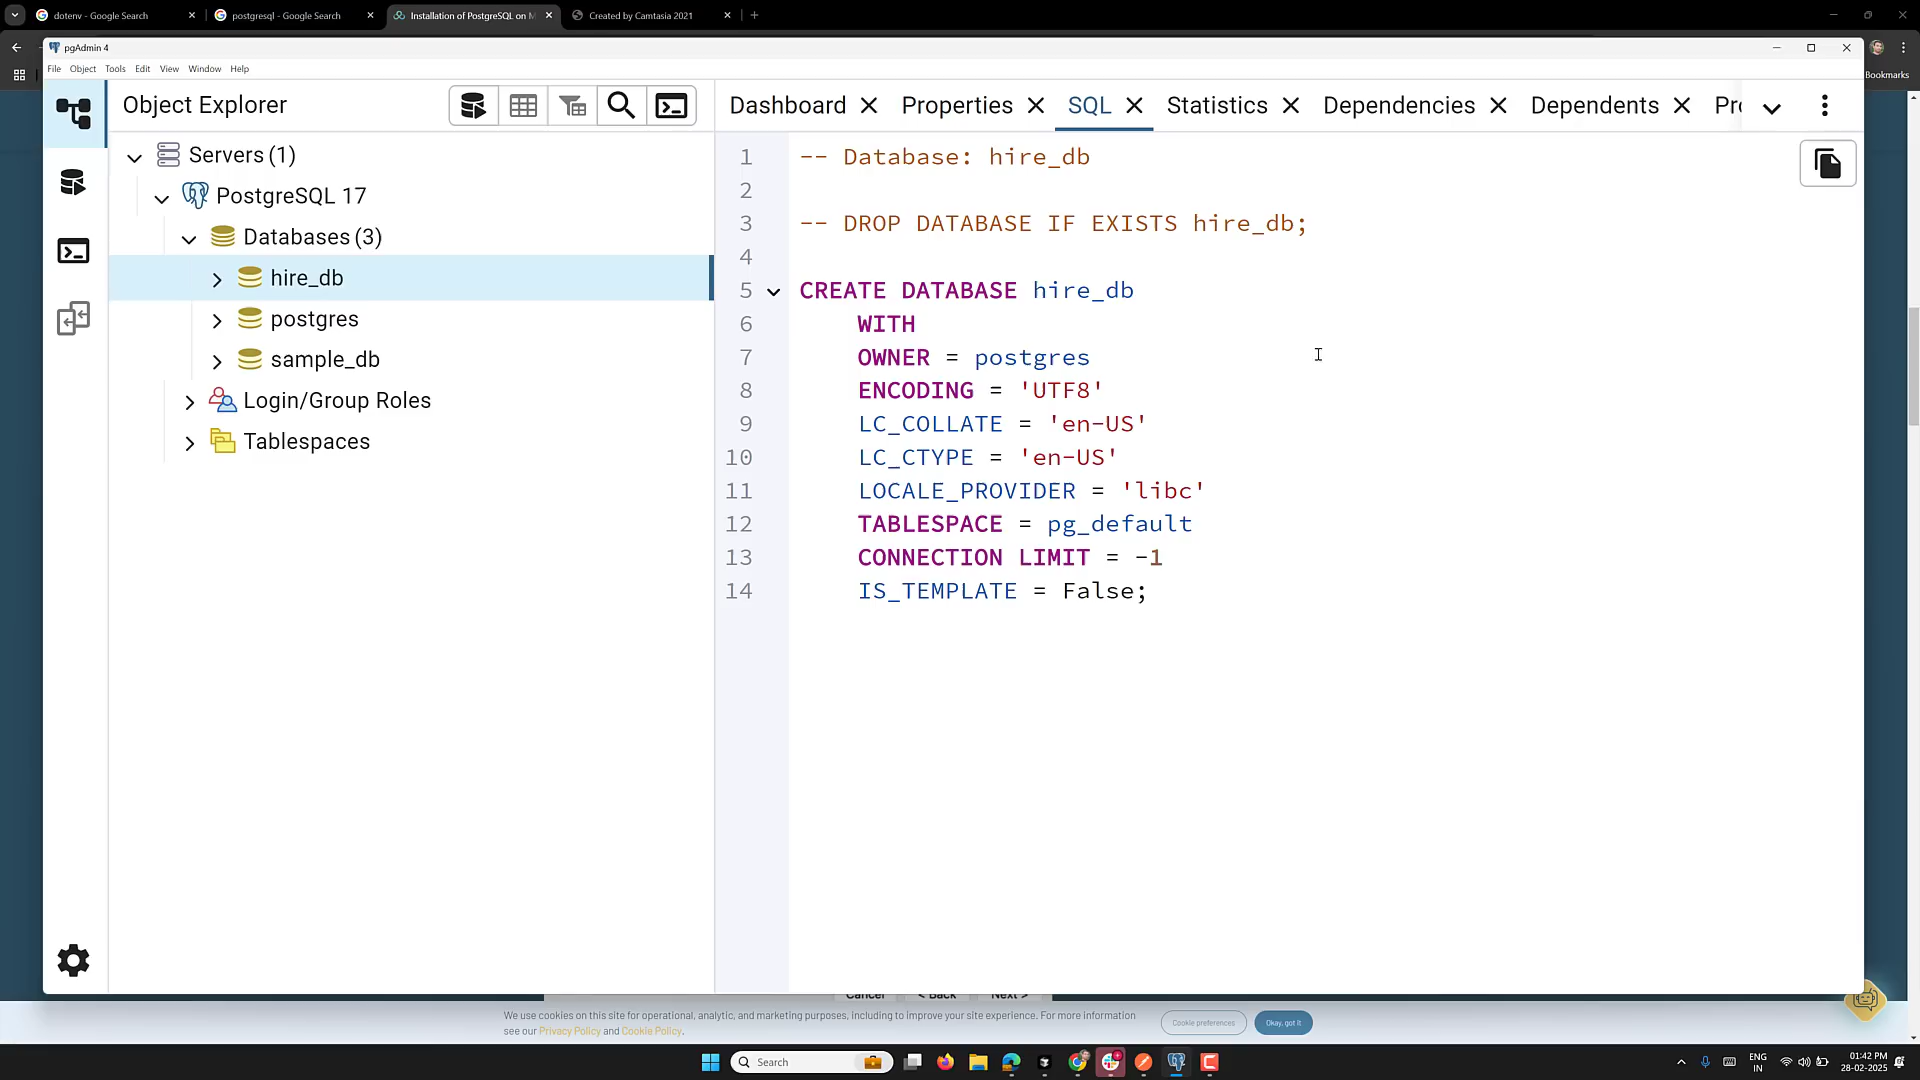 dotenv - Google Search
postgresql - Google Search
Installation of PostgreSQL on M
Created by Camtasia 2021
Bookmarks
pgAdmin 4
File Object Tools Edit View Window Help
Object Explorer
Dashboard
Properties
SQL
Statistics
Dependencies
Dependents
Servers (1)
PostgreSQL 17
Databases (3)
hire_db
postgres
sample_db
Login/Group Roles
Tablespaces
1 -- Database: hire_db
2
3 -- DROP DATABASE IF EXISTS hire_db;
4
5 CREATE DATABASE hire_db
6 WITH
7 OWNER = postgres
8 ENCODING = 'UTF8'
9 LC_COLLATE = 'en-US'
10 LC_CTYPE = 'en-US'
11 LOCALE_PROVIDER = 'libc'
12 TABLESPACE = pg_default
13 CONNECTION LIMIT = -1
14 IS_TEMPLATE = False;
Cancel < Back Next >
We use cookies on this site for operational, analytic, and marketing purposes, including to improve your site experience. For more information
see our Privacy Policy and Cookie Policy.
Cookie preferences
Okay, got it
Search
ENG
IN
01:42 PM
28-02-2025